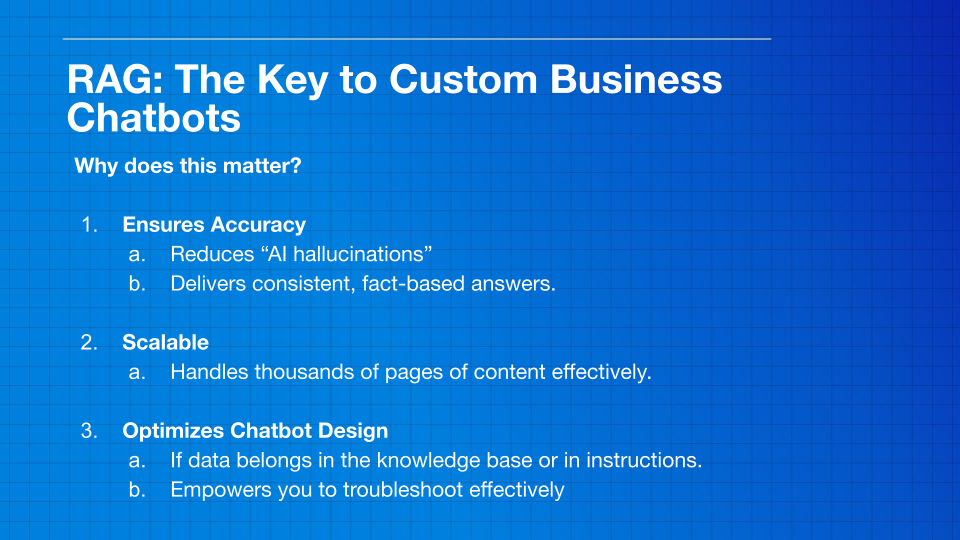 RAG: The Key to Custom Business
Chatbots
Why does this matter?
1. Ensures Accuracy
a. Reduces “AI hallucinations”
b. Delivers consistent, fact-based answers.
2. Scalable
a. Handles thousands of pages of content effectively.
3. Optimizes Chatbot Design
a. If data belongs in the knowledge base or in instructions.
b. Empowers you to troubleshoot effectively